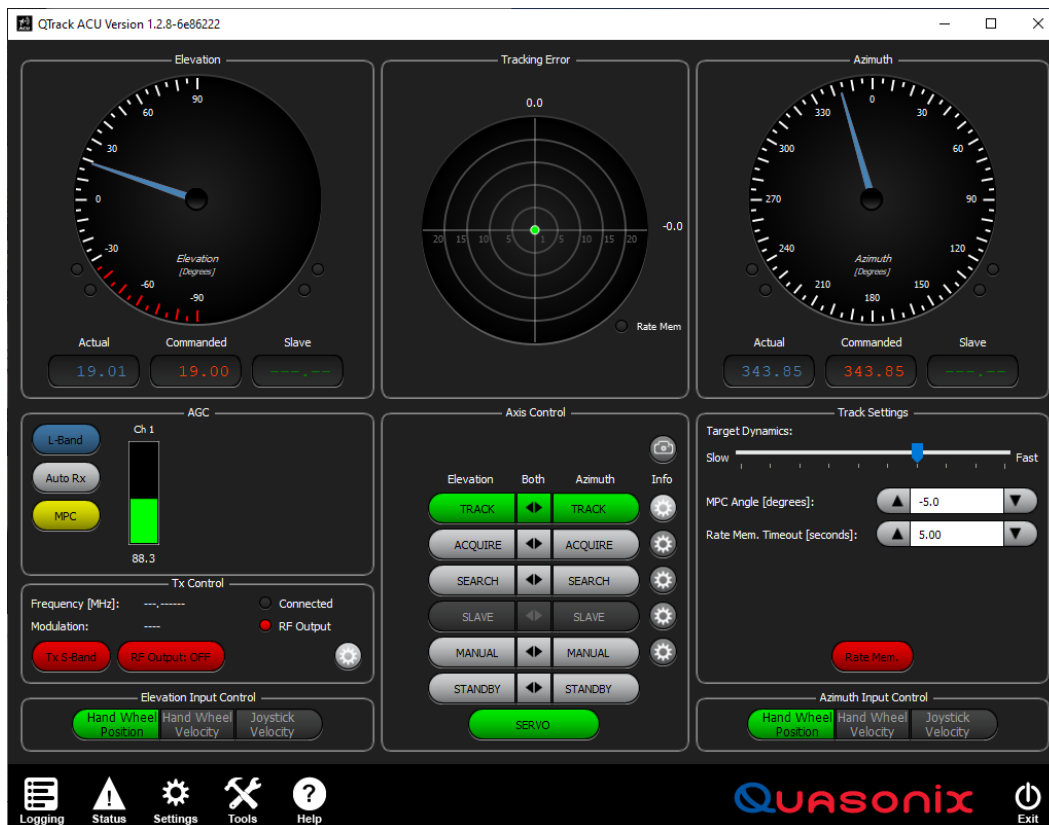 QTrack ACU Version 1.2.8-6e86222
Elevation
90
60
30
0
-30
-60
-90
Elevation
[Degrees]
Actual Commanded Slave
19.01 19.00 ---.--
Tracking Error
0.0
-0.0
20 15 10 5 1 5 10 15 20
Rate Mem
Azimuth
0
330 30
300 60
270 90
240 120
210 150
180
Azimuth
[Degrees]
Actual Commanded Slave
343.85 343.85 ---.--
AGC
Ch 1
L-Band
Auto Rx
MPC
88.3
Tx Control
Frequency [MHz]: ---.------ Connected
Modulation: ---- RF Output
Tx S-Band RF Output: OFF
Elevation Input Control
Hand Wheel Position
Hand Wheel Velocity
Joystick Velocity
Axis Control
Elevation Both Azimuth Info
TRACK TRACK
ACQUIRE ACQUIRE
SEARCH SEARCH
SLAVE SLAVE
MANUAL MANUAL
STANDBY STANDBY
SERVO
Track Settings
Target Dynamics:
Slow Fast
MPC Angle [degrees]: -5.0
Rate Mem. Timeout [seconds]: 5.00
Rate Mem.
Azimuth Input Control
Hand Wheel Position
Hand Wheel Velocity
Joystick Velocity
Logging Status Settings Tools Help
Quasonix
Exit